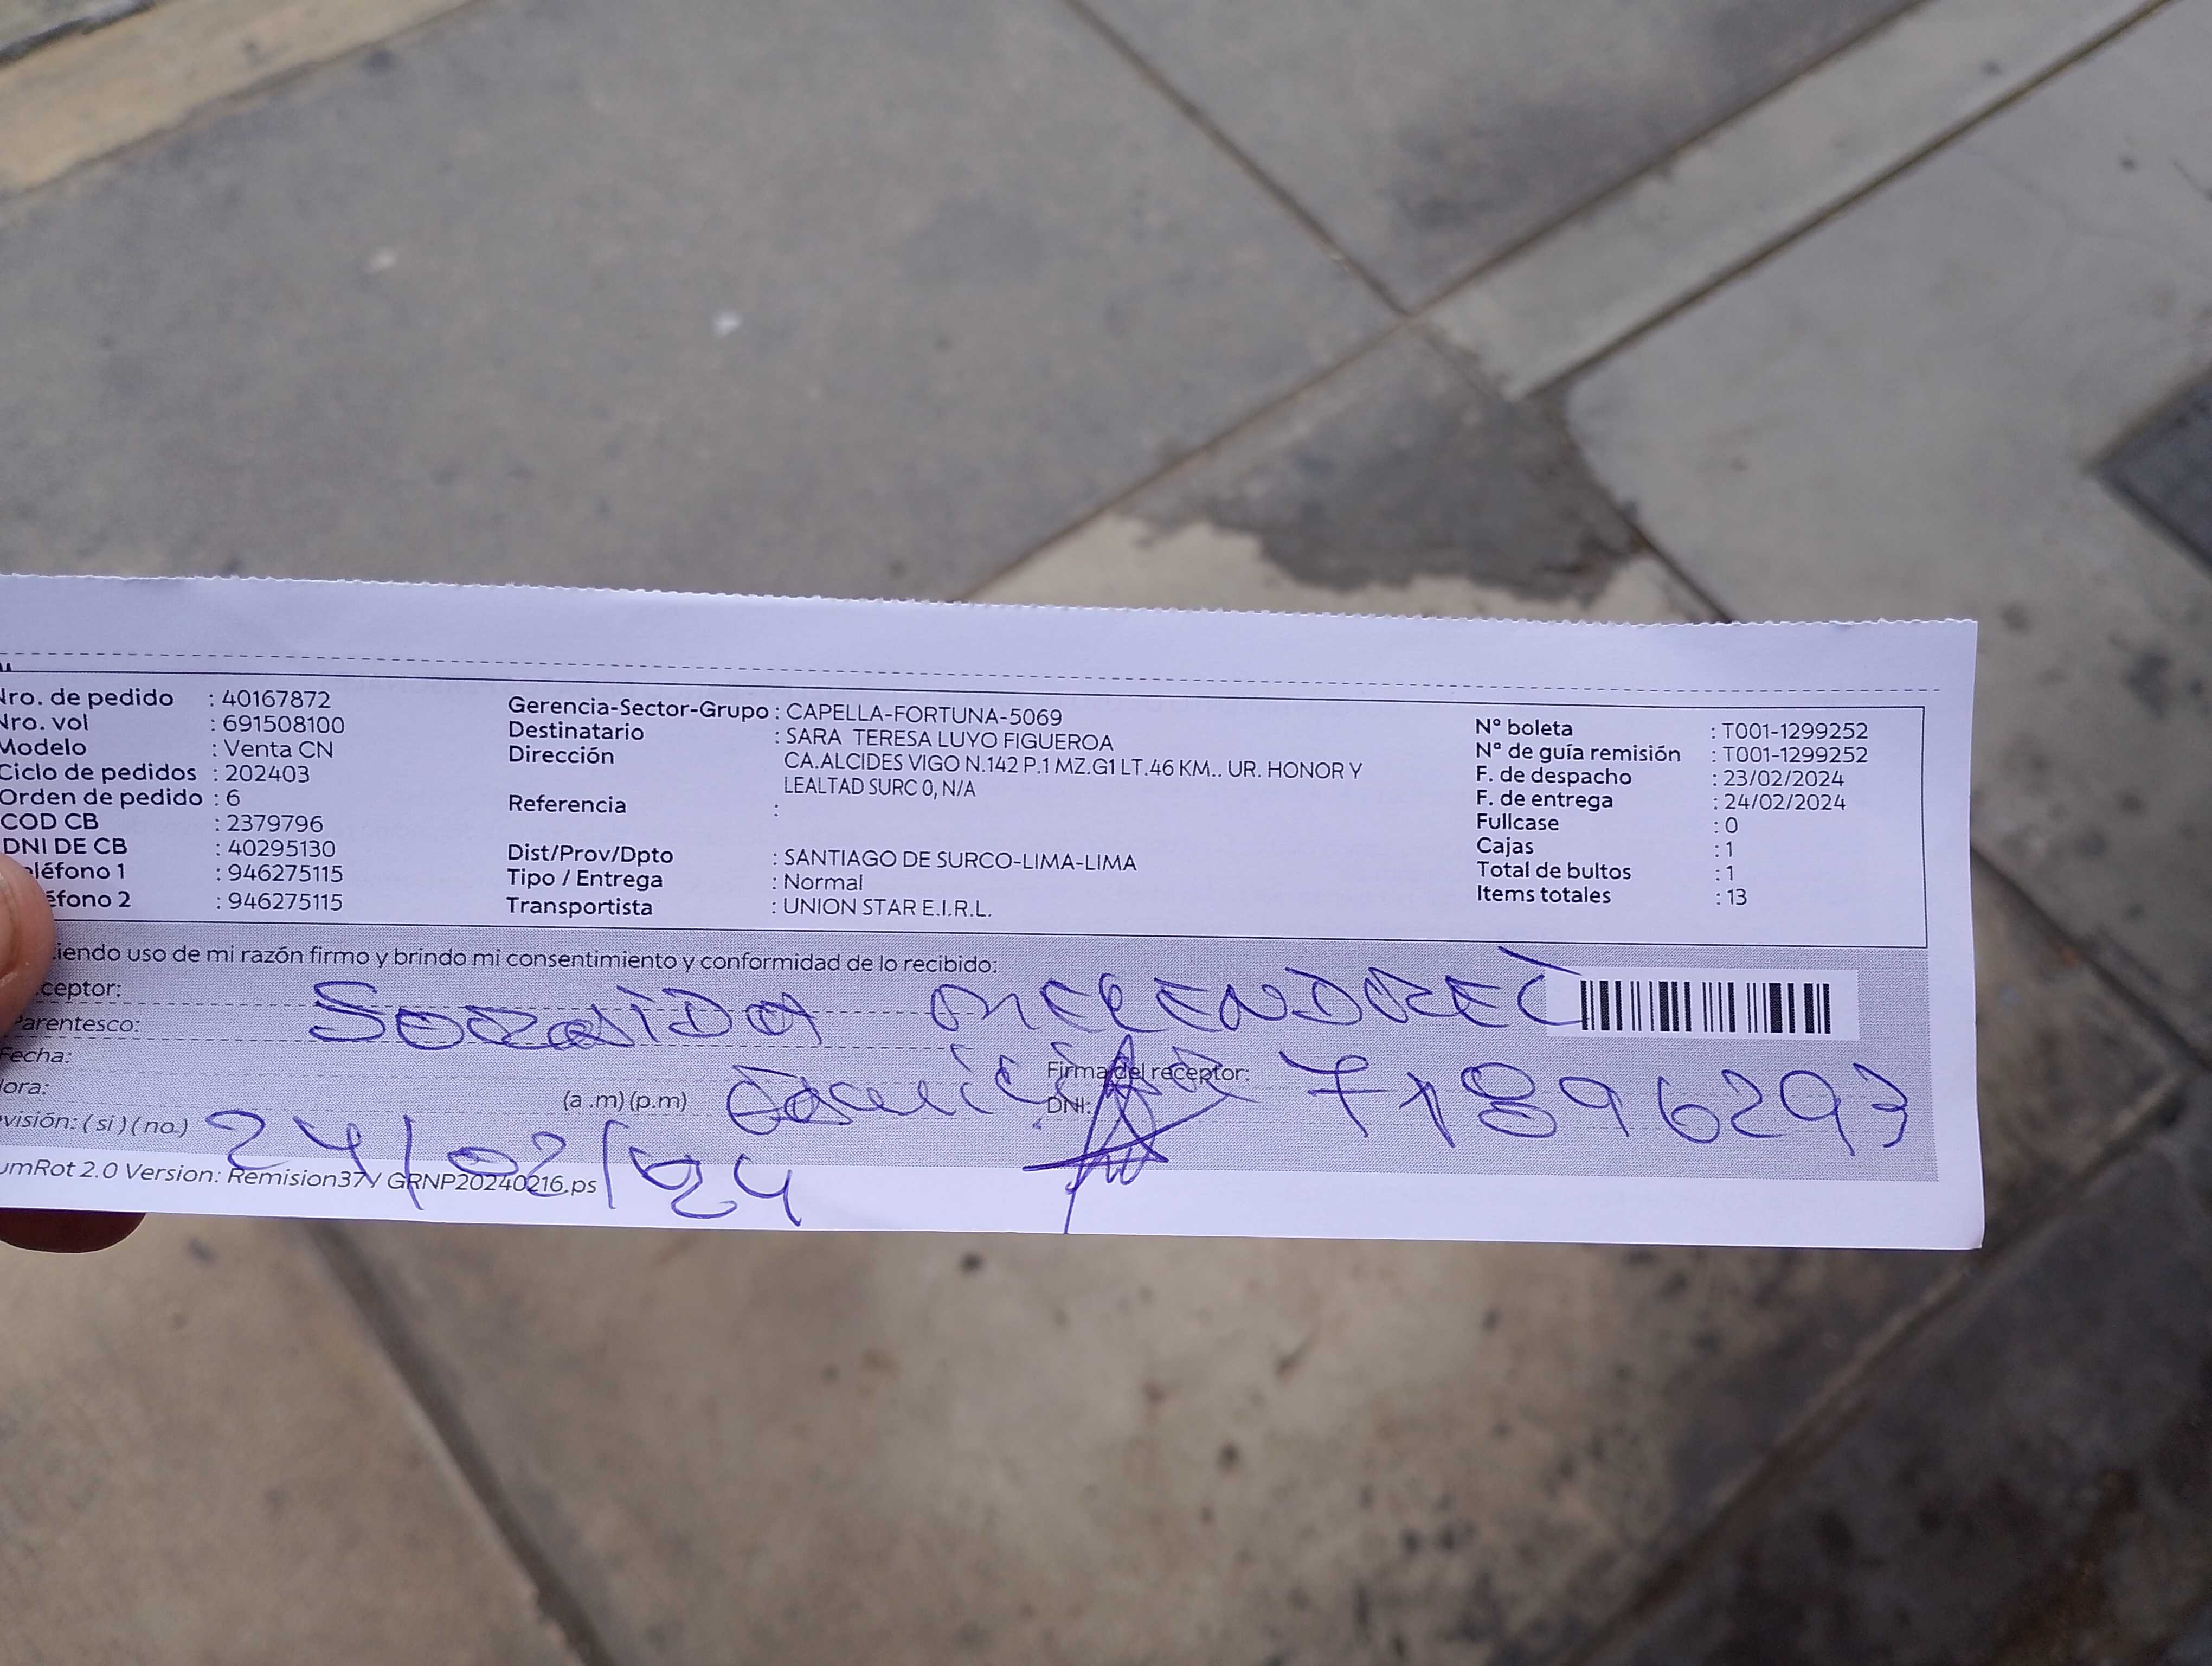 Nro. de pedido : 40167872
Nro. vol : 691508100
Modelo : Venta CN
Ciclo de pedidos : 202403
Orden de pedido : 6
COD CB : 2379796
DNI DE CB : 40295130
eléfono 1 : 946275115
éfono 2 : 946275115
Gerencia-Sector-Grupo : CAPELLA-FORTUNA-5069
Destinatario : SARA TERESA LUYO FIGUEROA
Dirección : CA.ALCIDES VIGO N.142 P.1 MZ.G1 LT.46 KM.. UR. HONOR Y
LEALTAD SURC 0, N/A
Referencia :
Dist/Prov/Dpto : SANTIAGO DE SURCO-LIMA-LIMA
Tipo / Entrega : Normal
Transportista : UNION STAR E.I.R.L.
N° boleta : T001-1299252
N° de guía remisión : T001-1299252
F. de despacho : 23/02/2024
F. de entrega : 24/02/2024
Fullcase : 0
Cajas : 1
Total de bultos : 1
Items totales : 13
iendo uso de mi razón firmo y brindo mi consentimiento y conformidad de lo recibido:
ceptor:
Parentesco:
Fecha:
ora: (a .m) (p.m)
Firma del receptor:
DNI: 71896293
visión: ( si ) ( no.)
24/02/24
umRot 2.0 Version: Remision37V GRNP20240216.ps